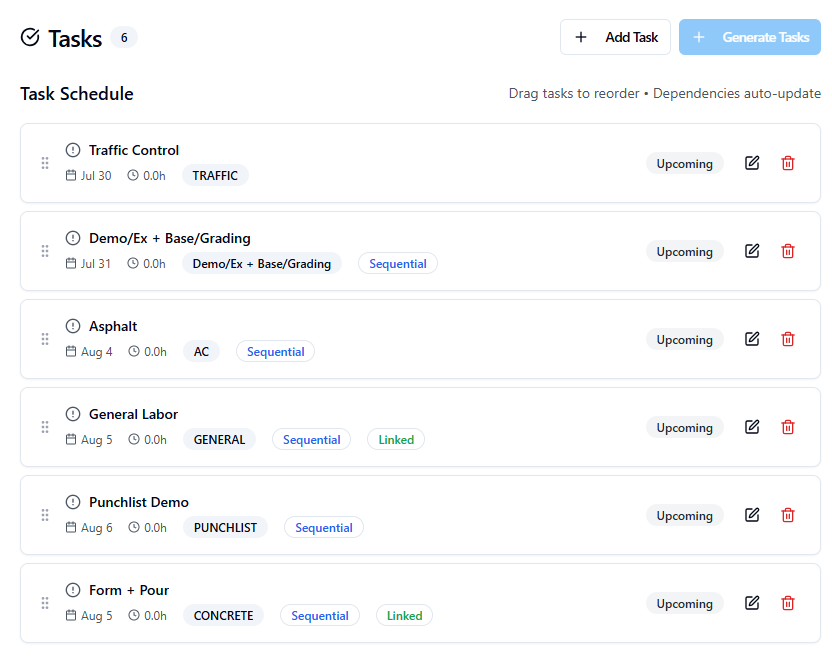 Tasks 6
Add Task
Generate Tasks
Task Schedule
Drag tasks to reorder • Dependencies auto-update
Traffic Control
Jul 30 0.0h TRAFFIC
Upcoming
Demo/Ex + Base/Grading
Jul 31 0.0h Demo/Ex + Base/Grading Sequential
Upcoming
Asphalt
Aug 4 0.0h AC Sequential
Upcoming
General Labor
Aug 5 0.0h GENERAL Sequential Linked
Upcoming
Punchlist Demo
Aug 6 0.0h PUNCHLIST Sequential
Upcoming
Form + Pour
Aug 5 0.0h CONCRETE Sequential Linked
Upcoming